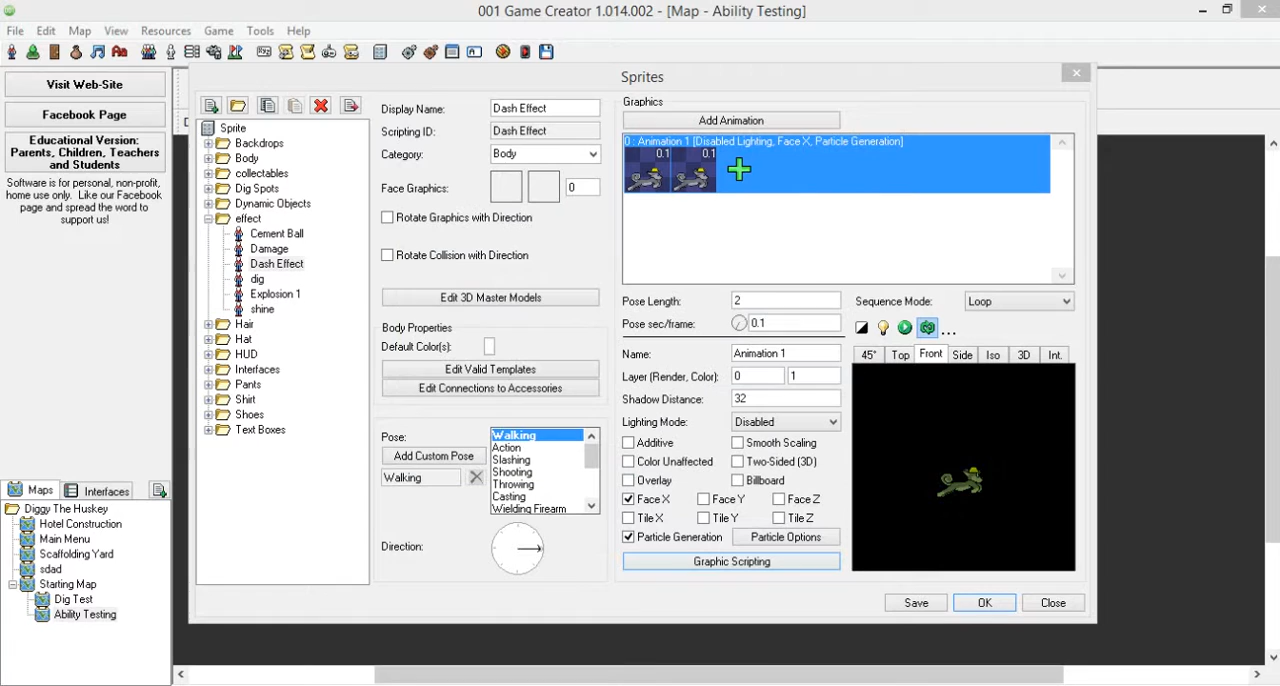 001 Game Creator 1.014.002 - [Map - Ability Testing]
File Edit Map View Resources Game Tools Help
Visit Web-Site
Facebook Page
Educational Version:
Parents, Children, Teachers
and Students
Software is for personal, non-profit,
home use only. Like our Facebook
page and spread the word to
support us!
Maps Interfaces
Diggy The Huskey
Hotel Construction
Main Menu
Scaffolding Yard
sdad
Starting Map
Dig Test
Ability Testing
Sprites
Sprite
Backdrops
Body
collectables
Dig Spots
Dynamic Objects
effect
Cement Ball
Damage
Dash Effect
dig
Explosion 1
shine
Hair
Hat
HUD
Interfaces
Pants
Shirt
Shoes
Text Boxes
Display Name: Dash Effect
Scripting ID: Dash Effect
Category: Body
Face Graphics: 0
Rotate Graphics with Direction
Rotate Collision with Direction
Edit 3D Master Models
Body Properties
Default Color(s):
Edit Valid Templates
Edit Connections to Accessories
Pose:
Add Custom Pose
Walking
Walking
Action
Slashing
Shooting
Throwing
Casting
Wielding Firearm
Direction:
Graphics
Add Animation
0 : Animation 1 [Disabled Lighting, Face X, Particle Generation]
0.1 0.1
Pose Length: 2
Sequence Mode: Loop
Pose sec/frame: 0.1
...
Name: Animation 1
45° Top Front Side Iso 3D Int.
Layer (Render, Color): 0 1
Shadow Distance: 32
Lighting Mode: Disabled
Additive Smooth Scaling
Color Unaffected Two-Sided (3D)
Overlay Billboard
Face X Face Y Face Z
Tile X Tile Y Tile Z
Particle Generation Particle Options
Graphic Scripting
Save OK Close